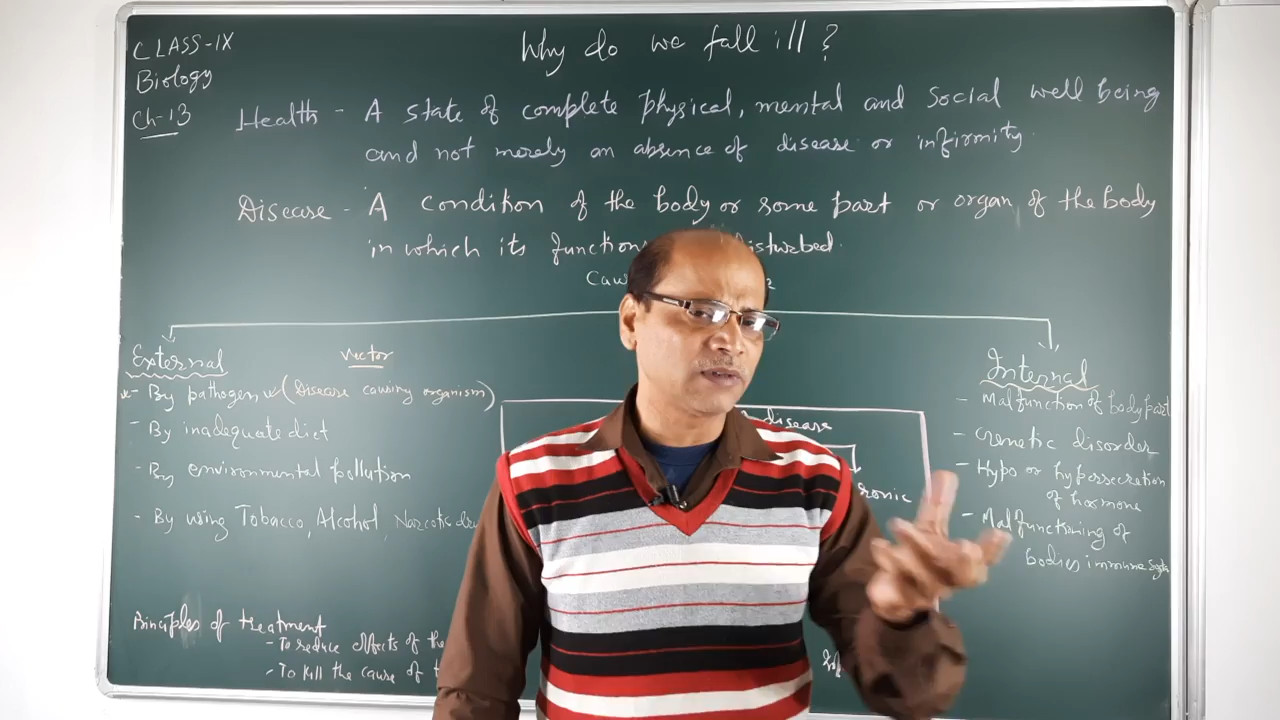 CLASS-IX
Biology
Ch-13
Why do we fall ill?
Health - A state of complete physical, mental and social well being
and not merely an absence of disease or infirmity
Disease - A condition of the body or some part or organ of the body
in which its functions disturbed.
External
Vector
- By pathogen (Disease causing organism)
- By inadequate diet
- By environmental pollution
- By using Tobacco, Alcohol, Narcotic
disease
Internal
- Malfunction of body part
- Genetic disorder
- Hypo or hypersecretion
of hormone
- Malfunctioning of
bodies immune
Principles of treatment
- To reduce effects of the
- To kill the cause of